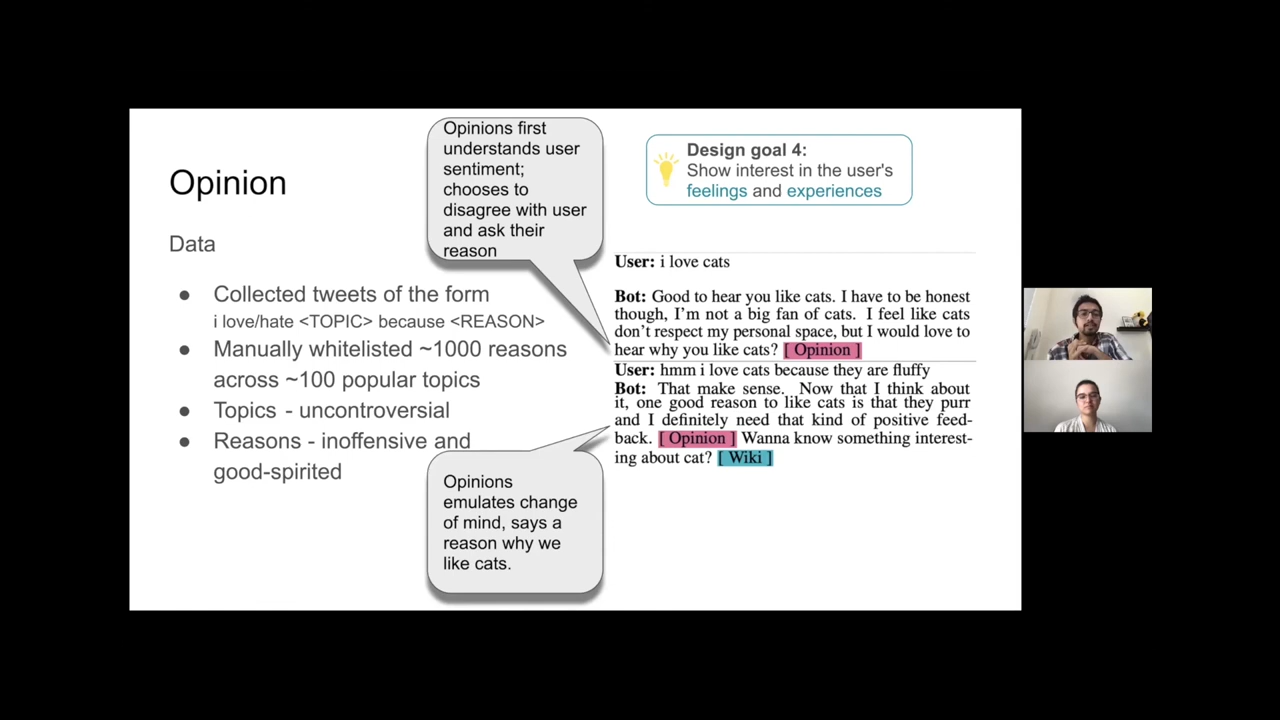 Opinion
Data
● Collected tweets of the form
i love/hate <TOPIC> because <REASON>
● Manually whitelisted ~1000 reasons
across ~100 popular topics
● Topics - uncontroversial
● Reasons - inoffensive and
good-spirited
Opinions first
understands user
sentiment;
chooses to
disagree with user
and ask their
reason
Opinions
emulates change
of mind, says a
reason why we
like cats.
Design goal 4:
Show interest in the user's
feelings and experiences
User: i love cats
Bot: Good to hear you like cats. I have to be honest
though, I'm not a big fan of cats. I feel like cats
don't respect my personal space, but I would love to
hear why you like cats? [ Opinion ]
User: hmm i love cats because they are fluffy
Bot: That make sense. Now that I think about
it, one good reason to like cats is that they purr
and I definitely need that kind of positive feed-
back. [ Opinion ] Wanna know something interest-
ing about cat? [ Wiki ]